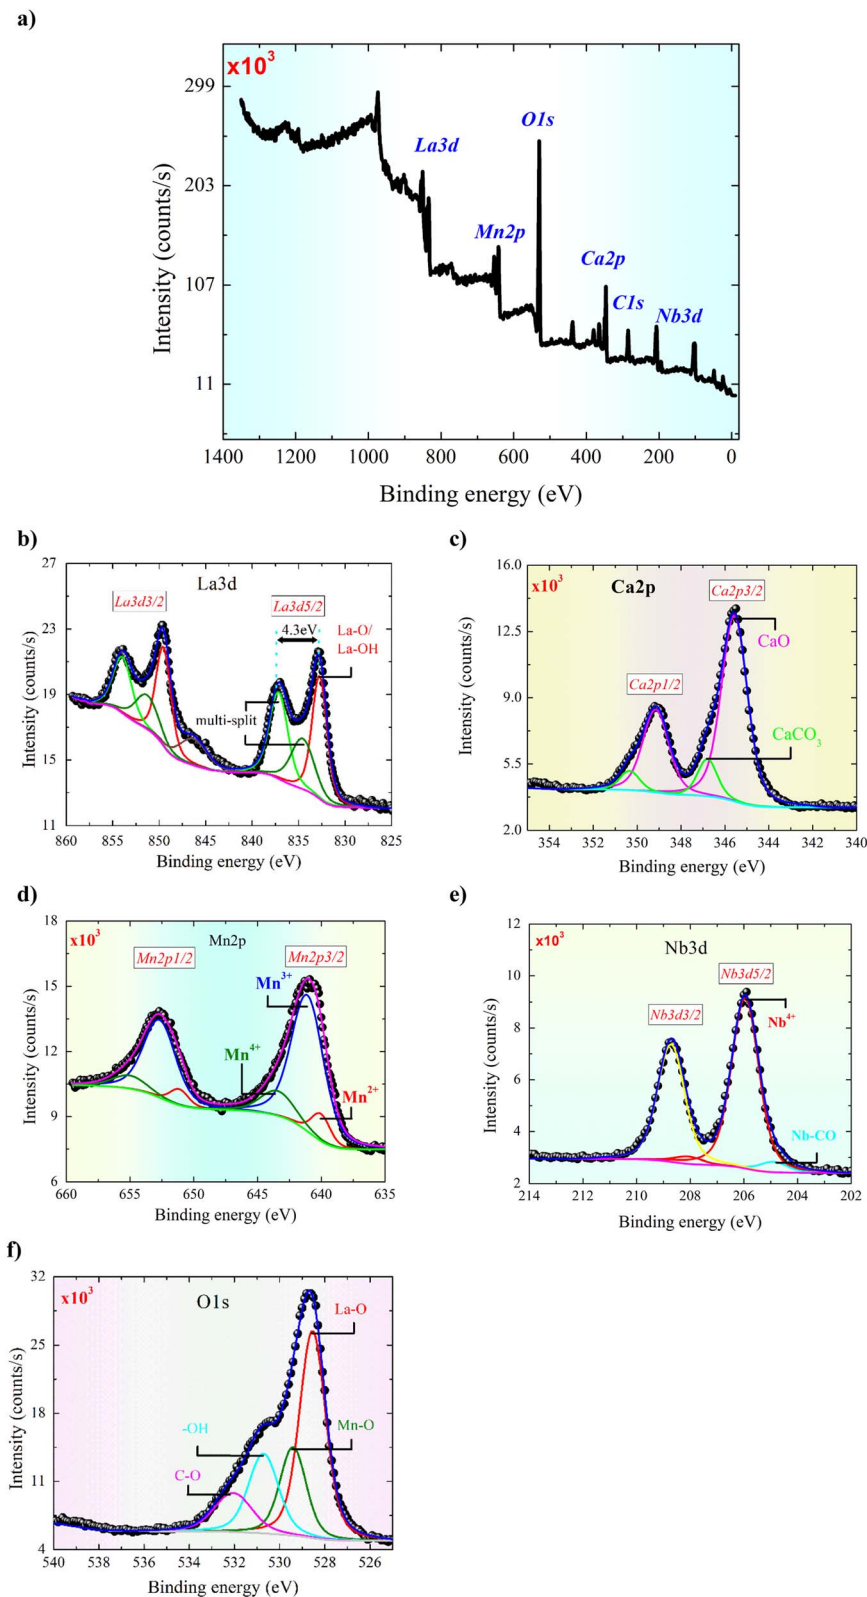 a)
x10³
299
203
107
11
Intensity (counts/s)
La3d
Mn2p
O1s
Ca2p
C1s
Nb3d
1400 1200 1000 800 600 400 200 0
Binding energy (eV)
b)
27
23
19
15
11
Intensity (counts/s)
La3d
La3d3/2
La3d5/2
4.3eV
La-O/
La-OH
multi-split
860 855 850 845 840 835 830 825
Binding energy (eV)
c)
16.0
12.5
9.0
5.5
2.0
Intensity (counts/s)
x10³
Ca2p
Ca2p3/2
Ca2p1/2
CaO
CaCO₃
354 352 350 348 346 344 342 340
Binding energy (eV)
d)
18
15
12
9
6
Intensity (counts/s)
x10³
Mn2p
Mn2p1/2
Mn2p3/2
Mn³⁺
Mn⁴⁺
Mn²⁺
660 655 650 645 640 635
Binding energy (eV)
e)
12
10
8
6
4
2
Intensity (counts/s)
x10³
Nb3d
Nb3d5/2
Nb3d3/2
Nb⁴⁺
Nb-CO
214 212 210 208 206 204 202
Binding energy (eV)
f)
32
25
18
11
4
Intensity (counts/s)
x10³
O1s
La-O
-OH
Mn-O
C-O
540 538 536 534 532 530 528 526
Binding energy (eV)